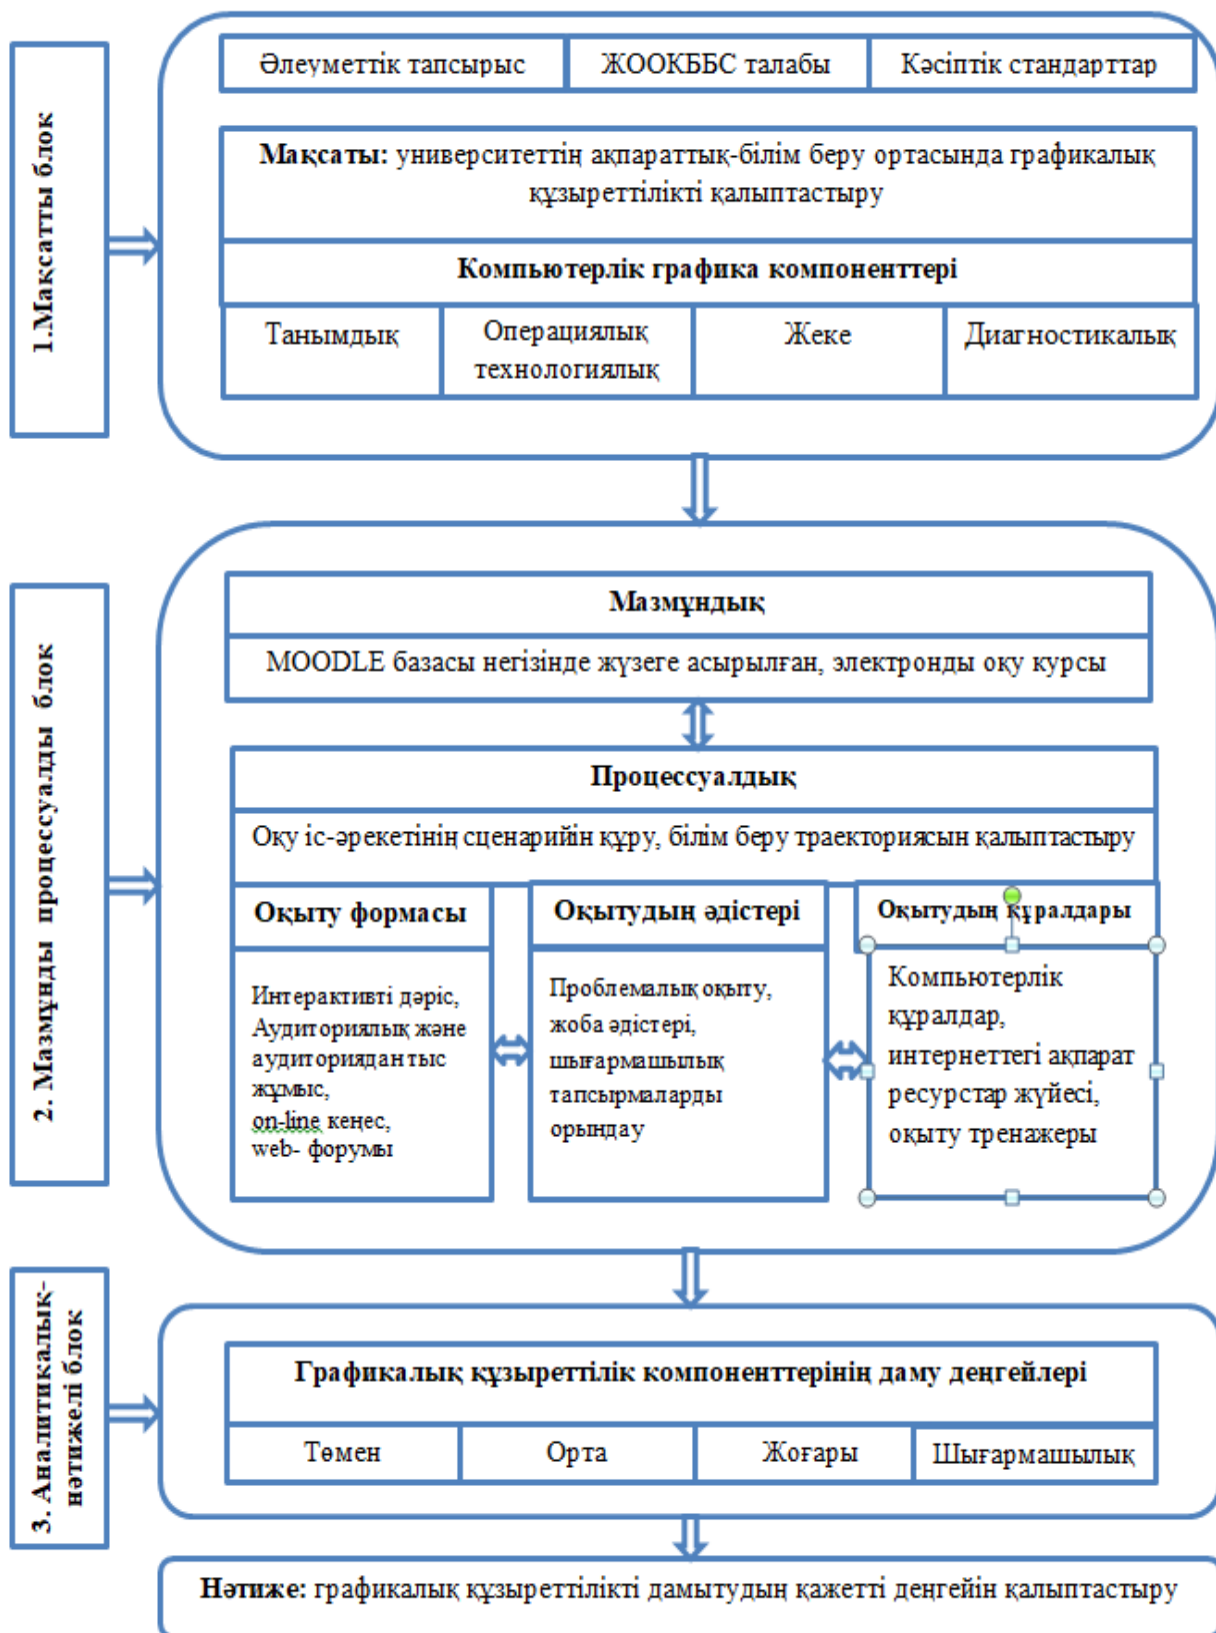 1.Мақсатты блок
Әлеуметтік тапсырыс
ЖООКББС талабы
Кәсіптік стандарттар
Мақсаты: университеттің ақпараттық-білім беру ортасында графикалық
құзыреттілікті қалыптастыру
Компьютерлік графика компоненттері
Танымдық
Операциялық
технологиялық
Жеке
Диагностикалық
2. Мазмұнды процессуалды блок
Мазмұндық
MOODLE базасы негізінде жүзеге асырылған, электронды оқу курсы
Процессуалдық
Оқу іс-әрекетінің сценарийін құру, білім беру траекториясын қалыптастыру
Оқыту формасы
Интерактивті дәріс,
Аудиториялық және
аудиториядан тыс
жұмыс,
on-line кеңес,
web- форумы
Оқытудың әдістері
Проблемалық оқыту,
жоба әдістері,
шығармашылық
тапсырмаларды
орындау
Оқытудың құралдары
Компьютерлік
құралдар,
интернеттегі ақпарат
ресурстар жүйесі,
оқыту тренажеры
3. Аналитикалық-
нәтижелі блок
Графикалық құзыреттілік компоненттерінің даму деңгейлері
Төмен
Орта
Жоғары
Шығармашылық
Нәтиже: графикалық құзыреттілікті дамытудың қажетті деңгейін қалыптастыру